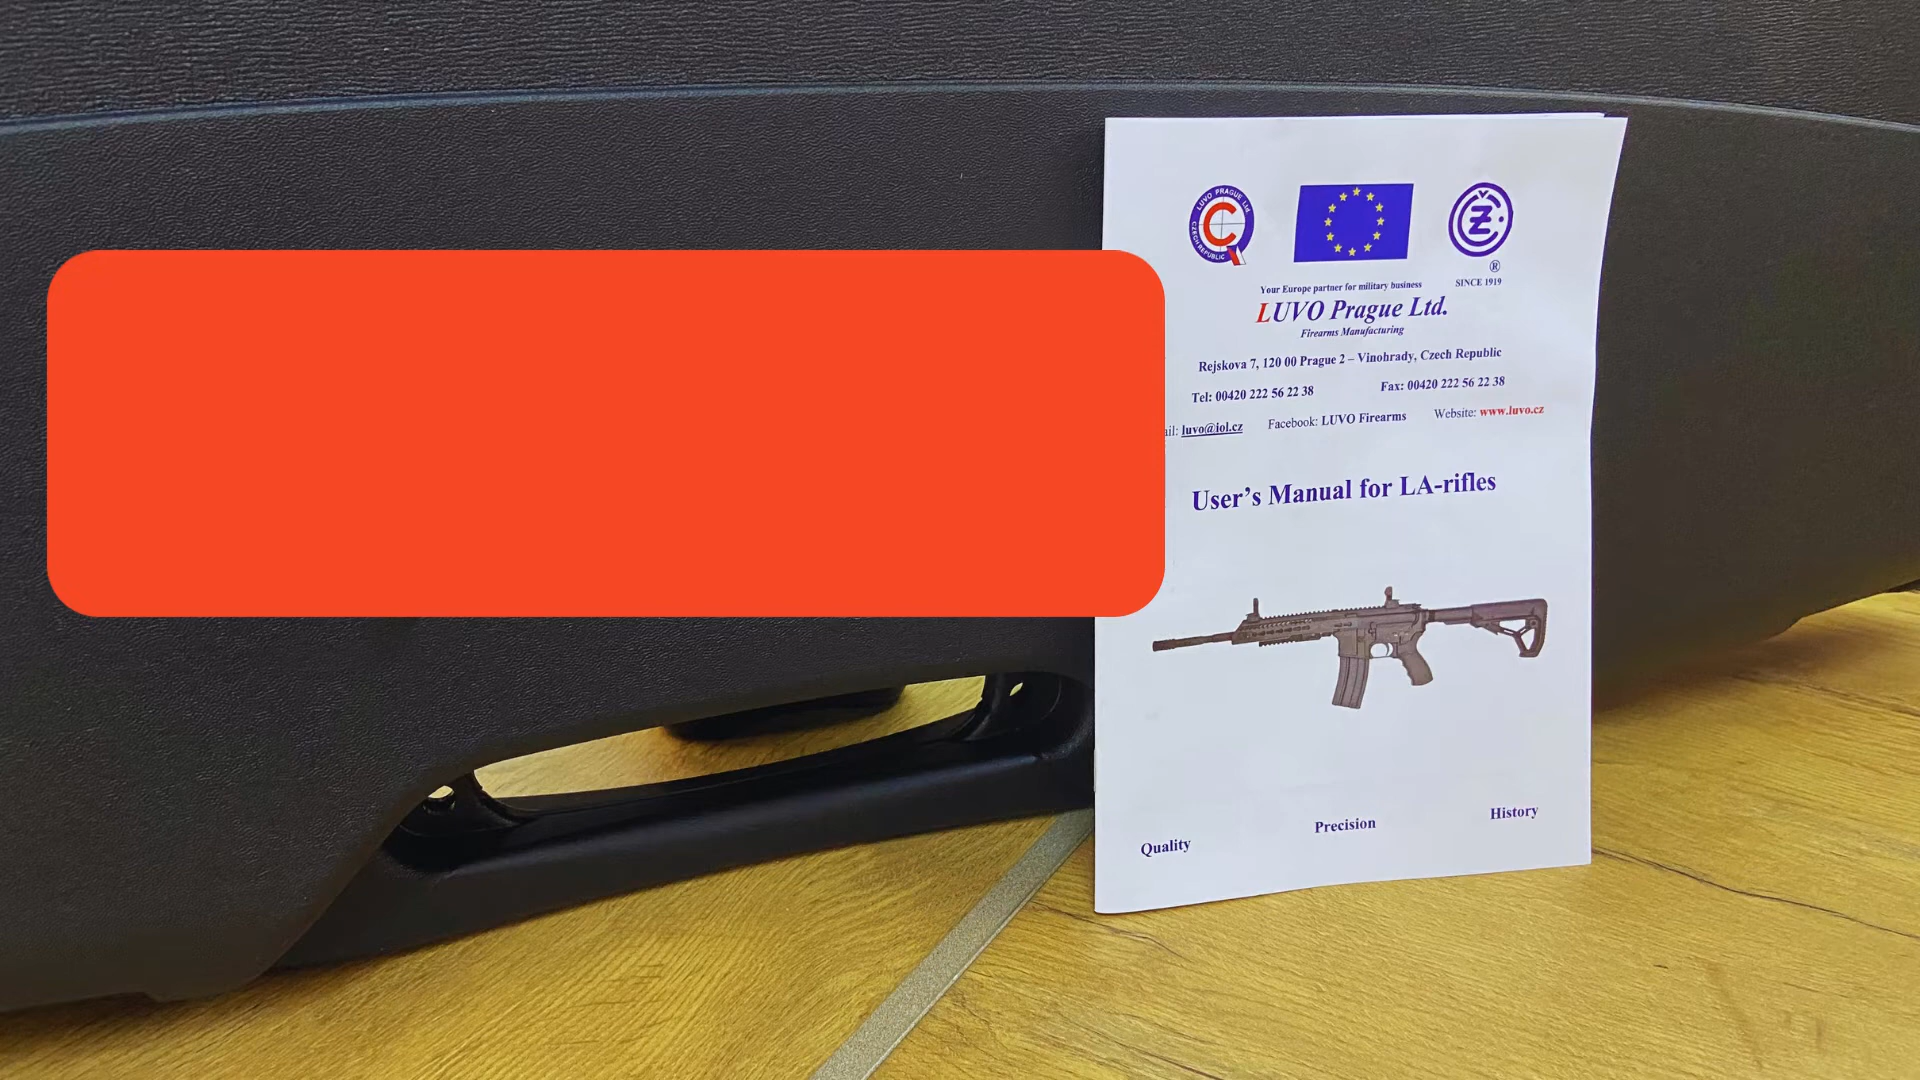 LUVO PRAGUE Ltd.
CZECH REPUBLIC
®
SINCE 1919
Your Europe partner for military business
LUVO Prague Ltd.
Firearms Manufacturing
Rejskova 7, 120 00 Prague 2 – Vinohrady, Czech Republic
Tel: 00420 222 56 22 38 Fax: 00420 222 56 22 38
ail: luvo@iol.cz Facebook: LUVO Firearms Website: www.luvo.cz
User's Manual for LA-rifles
Quality Precision History